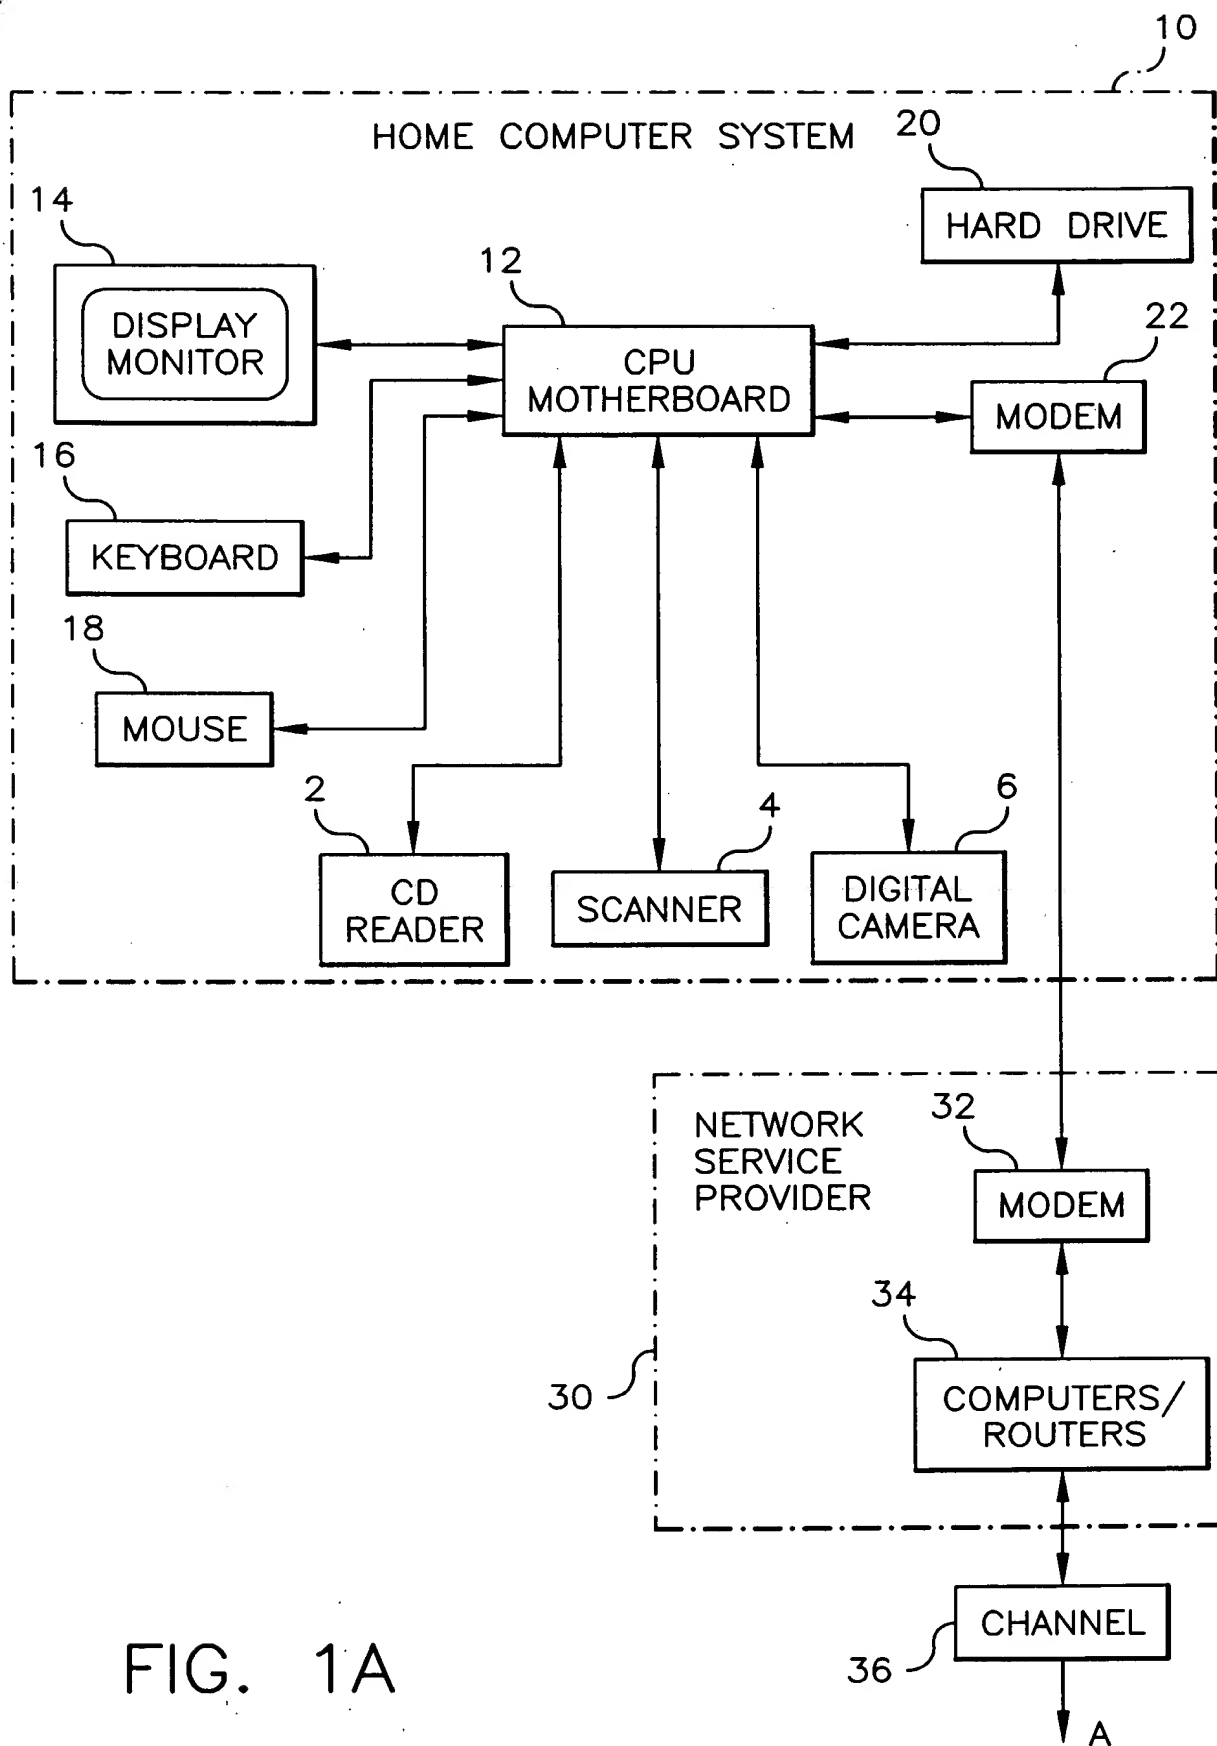 10
HOME COMPUTER SYSTEM
20
HARD DRIVE
14
DISPLAY
MONITOR
12
CPU
MOTHERBOARD
22
MODEM
16
KEYBOARD
18
MOUSE
2
CD
READER
4
SCANNER
6
DIGITAL
CAMERA
NETWORK
SERVICE
PROVIDER
32
MODEM
34
COMPUTERS/
ROUTERS
30
CHANNEL
36
A
FIG. 1A